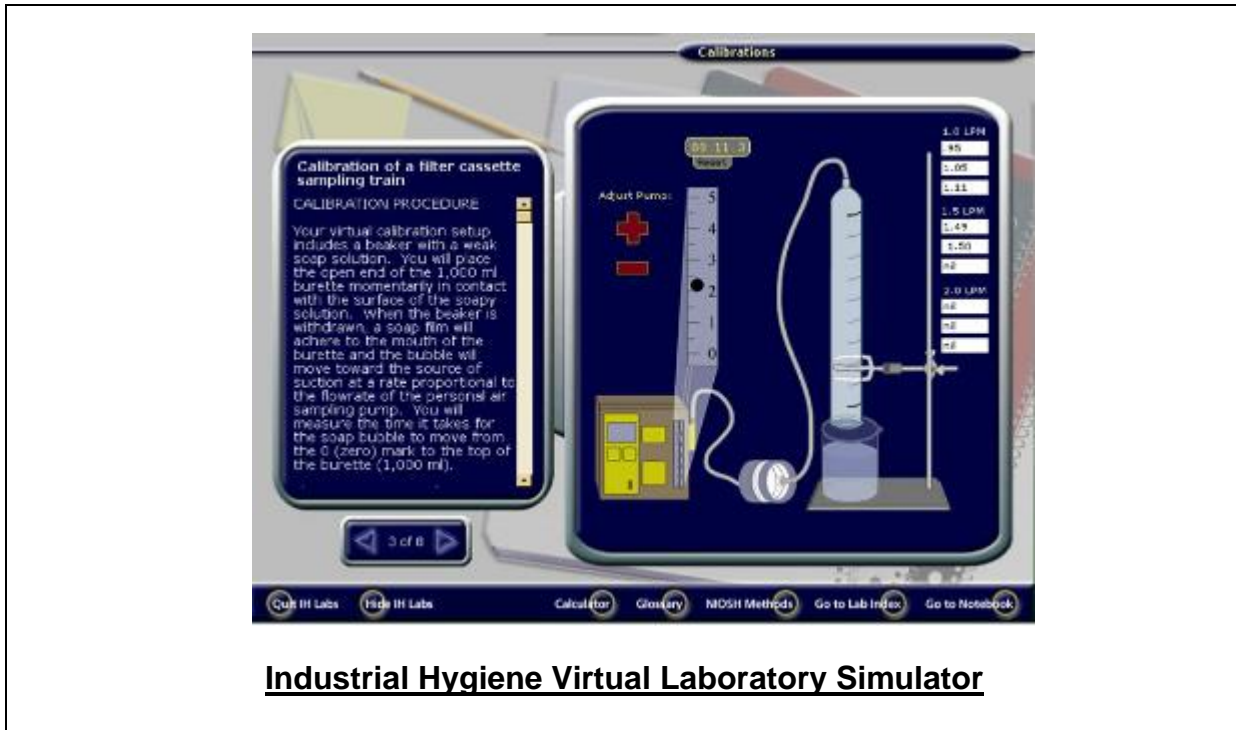 Calibrations
Calibration of a filter cassette
sampling train
CALIBRATION PROCEDURE
Your virtual calibration setup
includes a beaker with a weak
soap solution. You will place
the open end of the 1,000 ml
burette momentarily in contact
with the surface of the soapy
solution. When the beaker is
withdrawn, a soap film will
adhere to the mouth of the
burette and the bubble will
move toward the source of
suction at a rate proportional to
the flowrate of the personal air
sampling pump. You will
measure the time it takes for
the soap bubble to move from
the 0 (zero) mark to the top of
the burette (1,000 ml).
3 of 8
Reset
Adjust Pump:
5
4
3
2
1
0
1.0 LPM
.95
1.05
1.11
1.5 LPM
1.49
1.50
nil
2.0 LPM
nil
nil
nil
Quit IH Labs
Hide IH Labs
Calculator
Glossary
NIOSH Methods
Go to Lab Index
Go to Notebook
Industrial Hygiene Virtual Laboratory Simulator